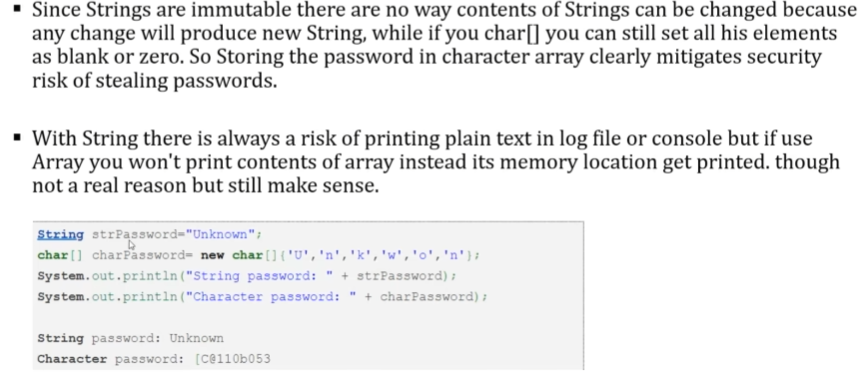 ▪ Since Strings are immutable there are no way contents of Strings can be changed because
any change will produce new String, while if you char[] you can still set all his elements
as blank or zero. So Storing the password in character array clearly mitigates security
risk of stealing passwords.
▪ With String there is always a risk of printing plain text in log file or console but if use
Array you won't print contents of array instead its memory location get printed. though
not a real reason but still make sense.
String strPassword="Unknown";
char[] charPassword= new char[]{'U','n','k','w','o','n'};
System.out.println("String password: " + strPassword);
System.out.println("Character password: " + charPassword);
String password: Unknown
Character password: [C@110b053